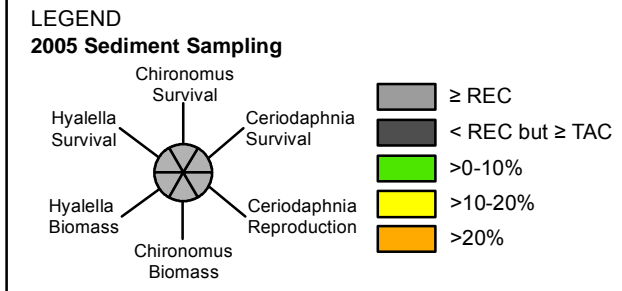 LEGEND
2005 Sediment Sampling
Chironomus
Survival
Hyalella
Survival
Ceriodaphnia
Survival
Hyalella
Biomass
Ceriodaphnia
Reproduction
Chironomus
Biomass
≥ REC
< REC but ≥ TAC
>0-10%
>10-20%
>20%